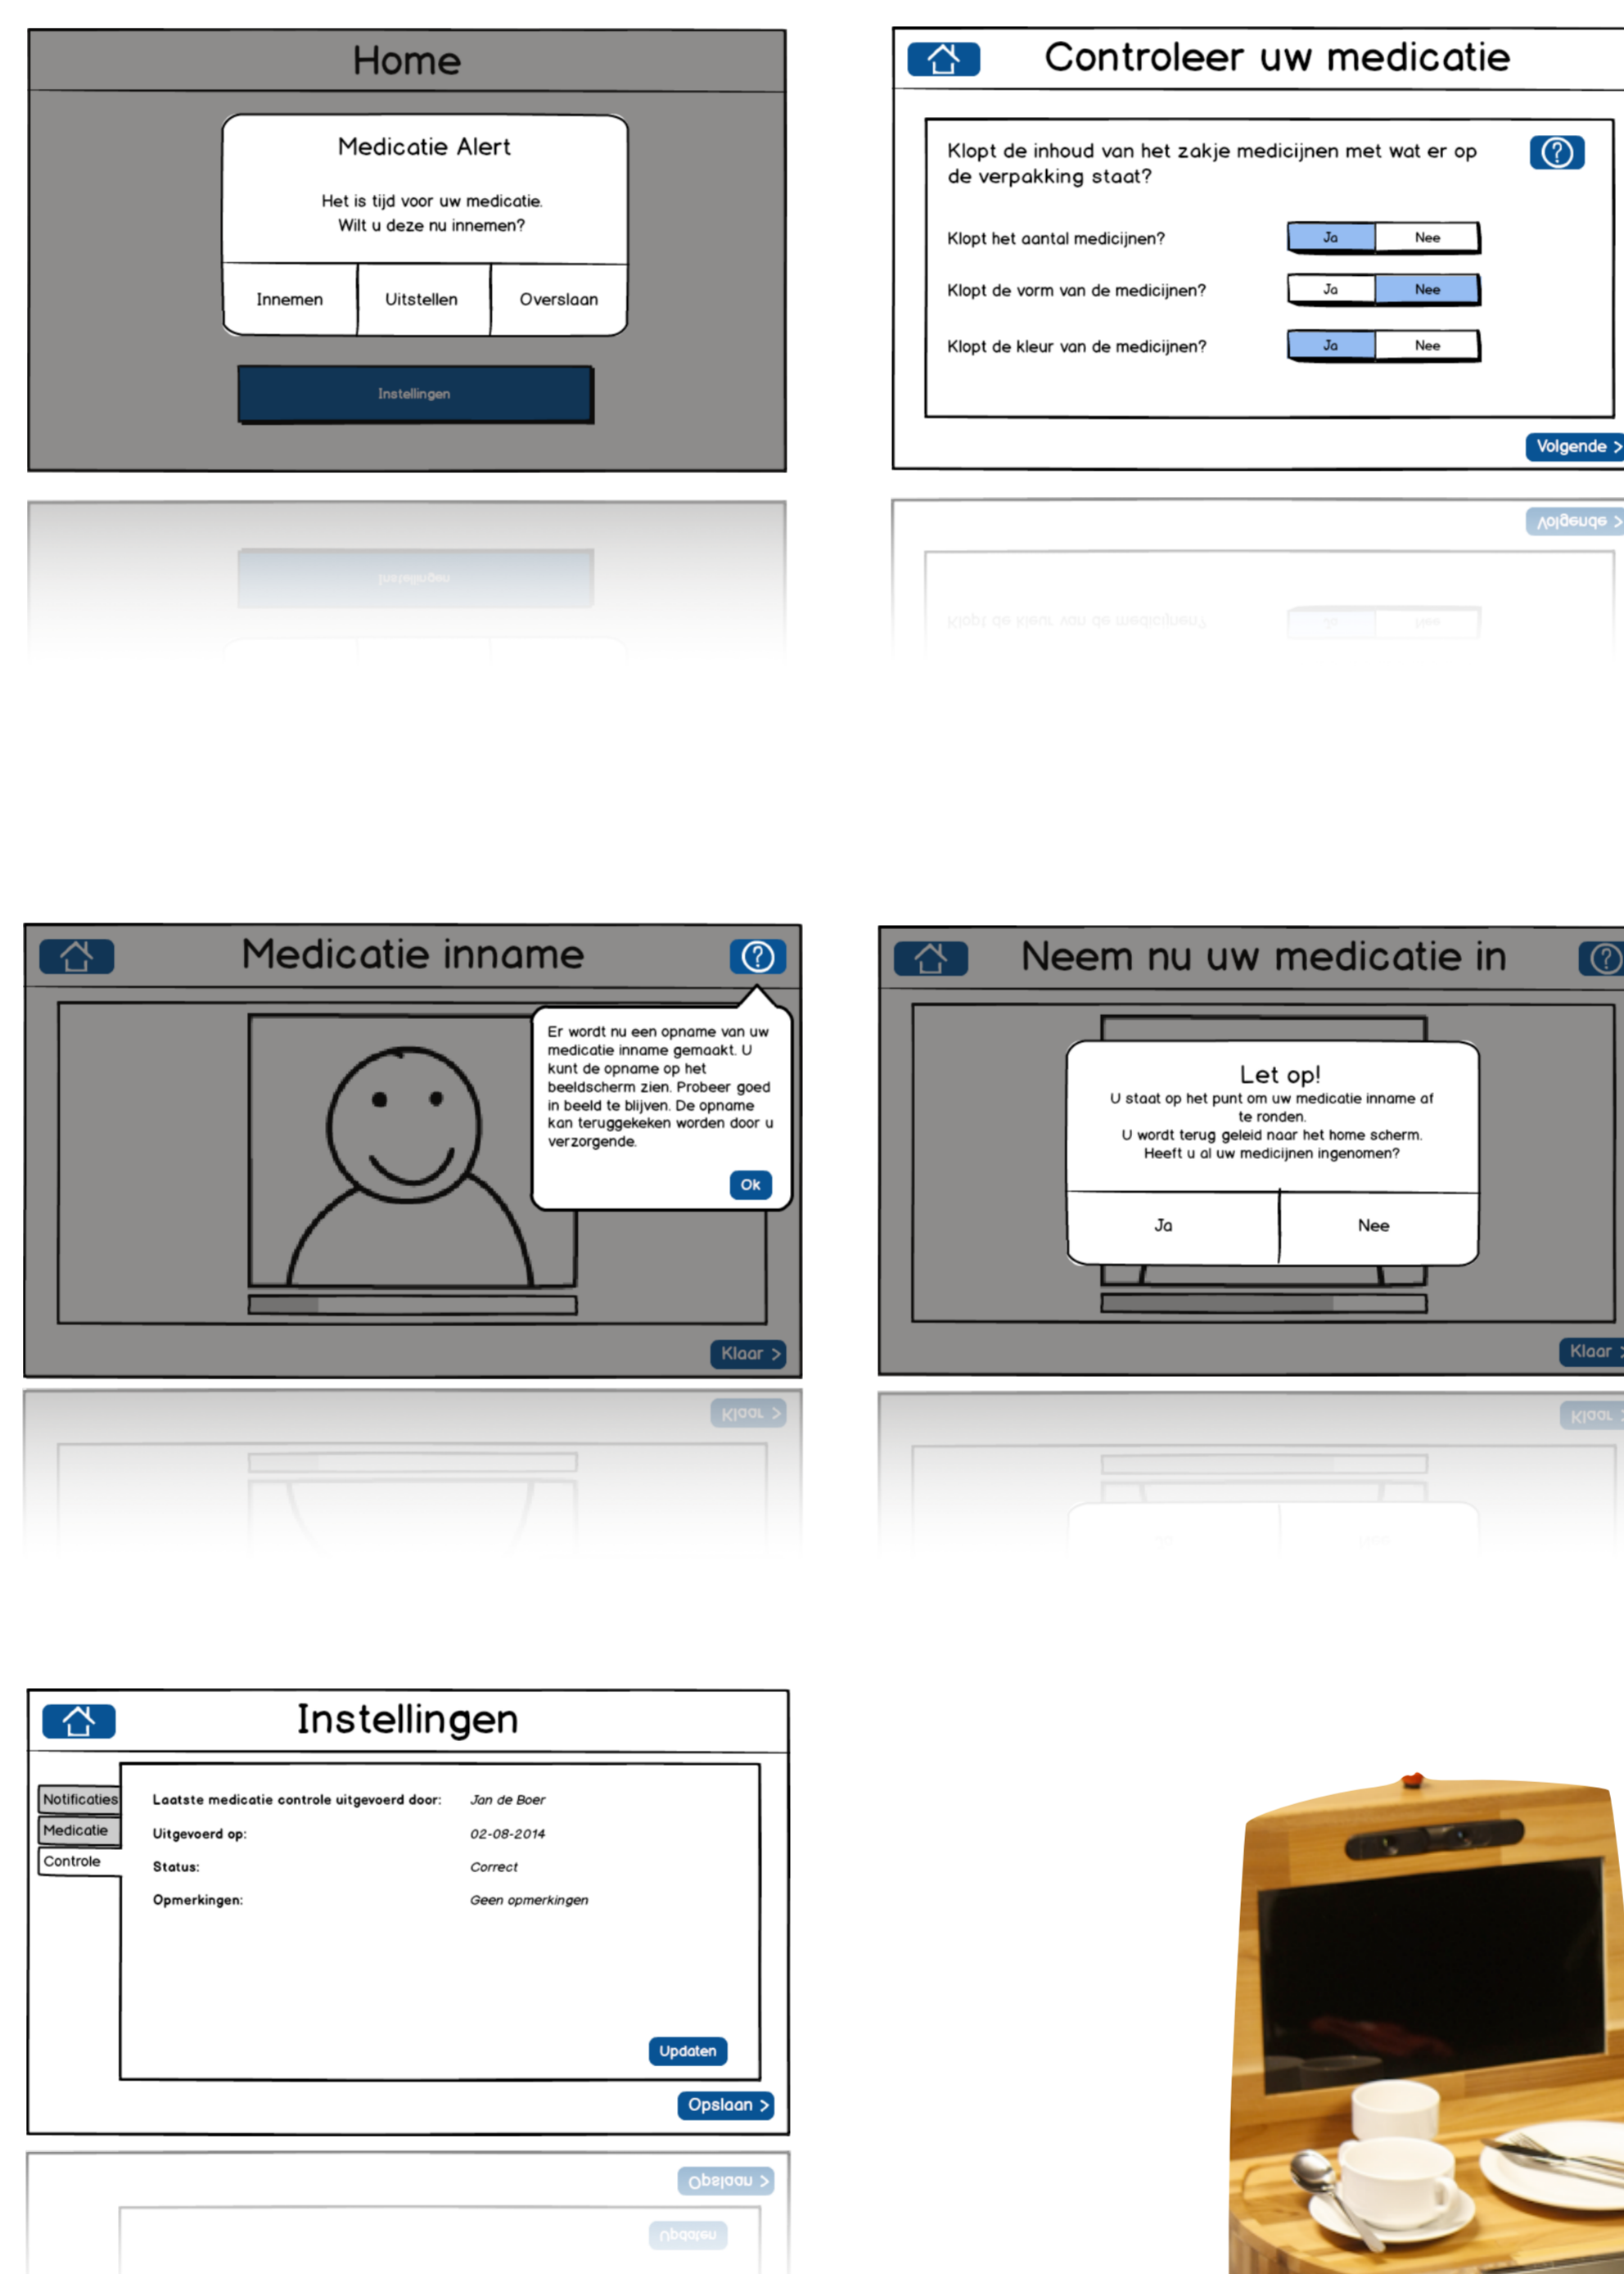 Home
Medicatie Alert
Het is tijd voor uw medicatie.
Wilt u deze nu innemen?
Innemen
Uitstellen
Overslaan
Instellingen
Controleer uw medicatie
Klopt de inhoud van het zakje medicijnen met wat er op
de verpakking staat?
?
Klopt het aantal medicijnen?
Ja
Nee
Klopt de vorm van de medicijnen?
Ja
Nee
Klopt de kleur van de medicijnen?
Ja
Nee
Volgende >
Medicatie inname
?
Er wordt nu een opname van uw
medicatie inname gemaakt. U
kunt de opname op het
beeldscherm zien. Probeer goed
in beeld te blijven. De opname
kan teruggekeken worden door u
verzorgende.
Ok
Klaar >
Neem nu uw medicatie in
?
Let op!
U staat op het punt om uw medicatie inname af
te ronden.
U wordt terug geleid naar het home scherm.
Heeft u al uw medicijnen ingenomen?
Ja
Nee
Klaar >
Instellingen
Notificaties
Medicatie
Controle
Laatste medicatie controle uitgevoerd door: Jan de Boer
Uitgevoerd op: 02-08-2014
Status: Correct
Opmerkingen: Geen opmerkingen
Updaten
Opslaan >